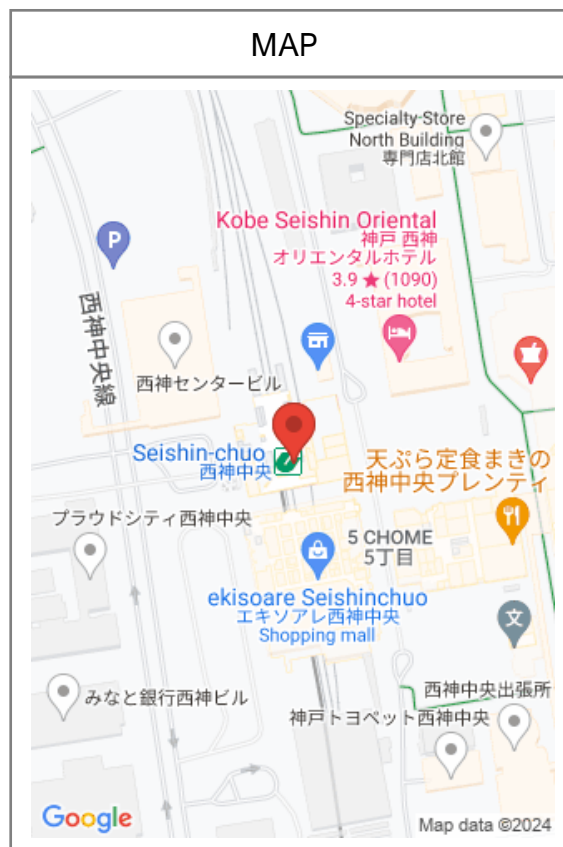 MAP
Specialty Store
North Building
専門店北館
Kobe Seishin Oriental
神戸 西神
オリエンタルホテル
3.9 ★ (1090)
4-star hotel
P
西神中央線
西神センタービル
Seishin-chuo
西神中央
天ぷら定食まきの
西神中央プレンティ
プラウドシティ西神中央
5 CHOME
5丁目
ekisoare Seishinchuo
エキソアレ西神中央
Shopping mall
文
西神中央出張所
みなと銀行西神ビル
神戸トヨペット西神中央
Google
Map data ©2024